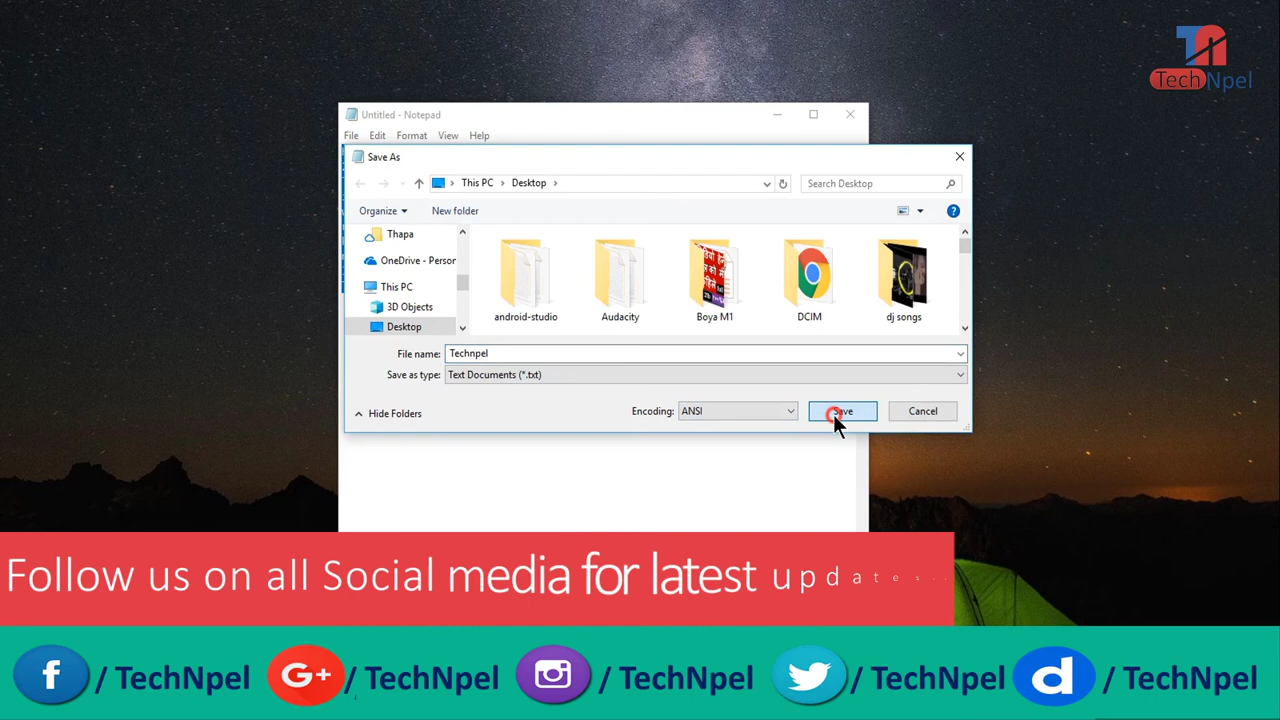 TechNpel
Untitled - Notepad
File Edit Format View Help
Save As
This PC > Desktop >
Search Desktop
Organize
New folder
Thapa
OneDrive - Person
This PC
3D Objects
Desktop
android-studio
Audacity
Boya M1
DCIM
dj songs
File name: Technpel
Save as type: Text Documents (*.txt)
Hide Folders
Encoding: ANSI
Save
Cancel
Follow us on all Social media for latest update
f / TechNpel G+ / TechNpel / TechNpel / TechNpel d / TechNpel